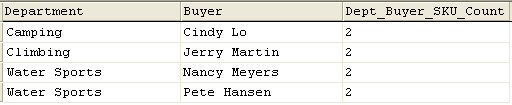 Department Buyer Dept_Buyer_SKU_Count
Camping Cindy Lo 2
Climbing Jerry Martin 2
Water Sports Nancy Meyers 2
Water Sports Pete Hansen 2